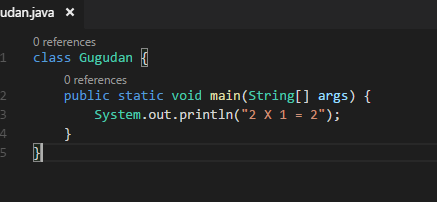 udan.java ×
0 references
1 class Gugudan {
0 references
2 public static void main(String[] args) {
3 System.out.println("2 X 1 = 2");
4 }
5 }